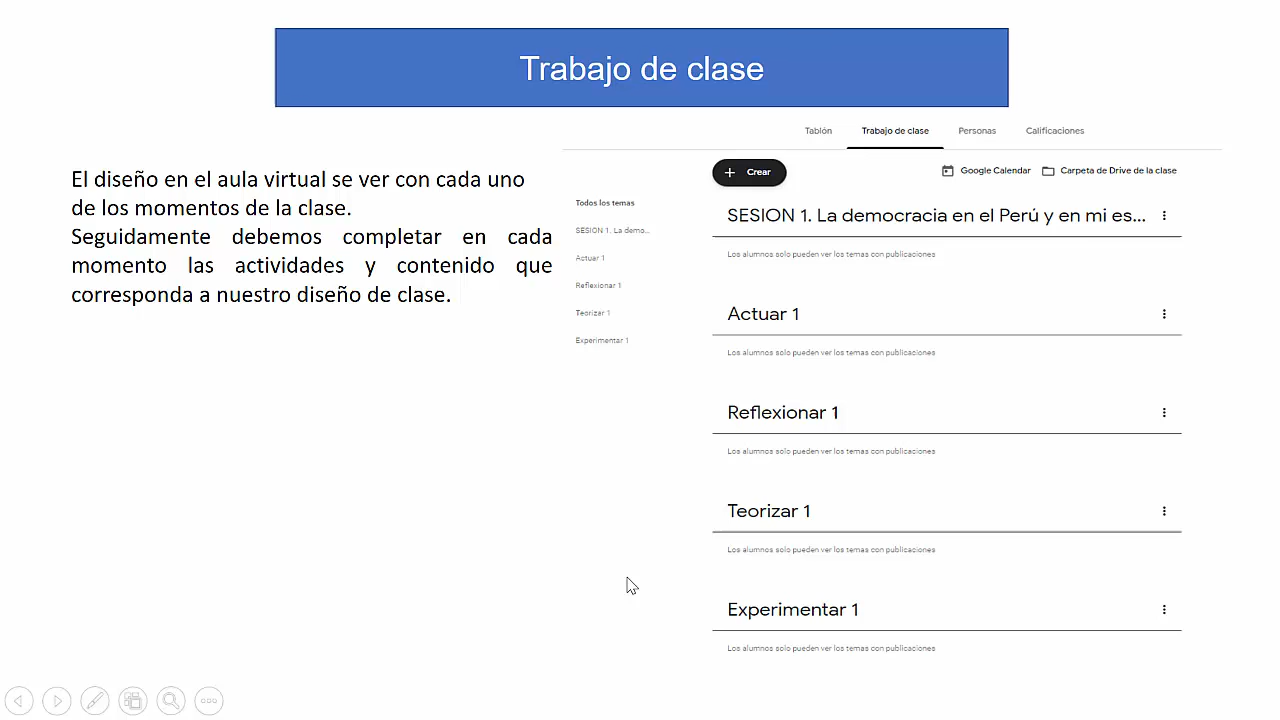 Trabajo de clase
El diseño en el aula virtual se ver con cada uno
de los momentos de la clase.
Seguidamente debemos completar en cada
momento las actividades y contenido que
corresponda a nuestro diseño de clase.
Tablón Trabajo de clase Personas Calificaciones
+ Crear
Google Calendar Carpeta de Drive de la clase
Todos los temas
SESION 1. La demo...
Actuar 1
Reflexionar 1
Teorizar 1
Experimentar 1
SESION 1. La democracia en el Perú y en mi es...
Los alumnos solo pueden ver los temas con publicaciones
Actuar 1
Los alumnos solo pueden ver los temas con publicaciones
Reflexionar 1
Los alumnos solo pueden ver los temas con publicaciones
Teorizar 1
Los alumnos solo pueden ver los temas con publicaciones
Experimentar 1
Los alumnos solo pueden ver los temas con publicaciones